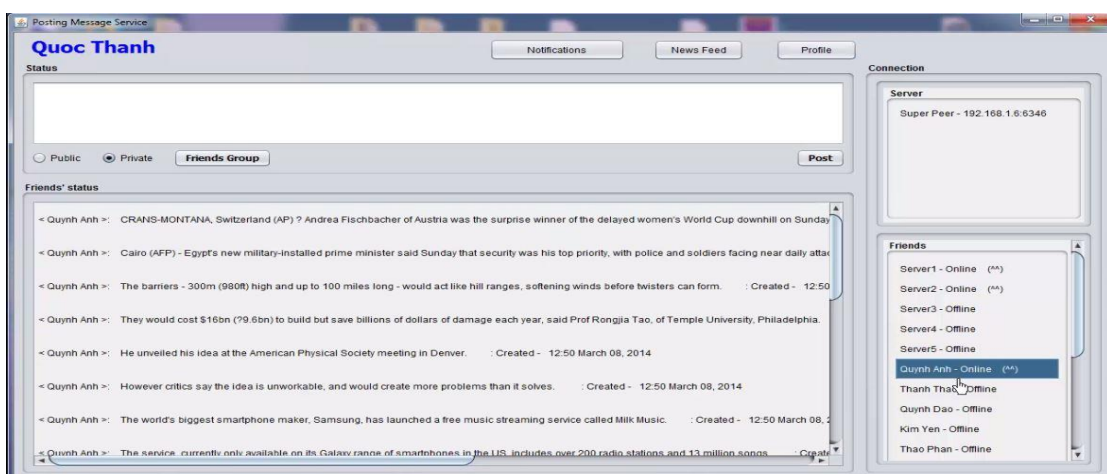 Posting Message Service
Quoc Thanh
Notifications
News Feed
Profile
Status
Public
Private
Friends Group
Post
Friends' status
< Quynh Anh >: CRANS-MONTANA, Switzerland (AP) ? Andrea Fischbacher of Austria was the surprise winner of the delayed women's World Cup downhill on Sunday
< Quynh Anh >: Cairo (AFP) - Egypt's new military-installed prime minister said Sunday that security was his top priority, with police and soldiers facing near daily attac
< Quynh Anh >: The barriers - 300m (980ft) high and up to 100 miles long - would act like hill ranges, softening winds before twisters can form. : Created - 12:50
< Quynh Anh >: They would cost $16bn (?9.6bn) to build but save billions of dollars of damage each year, said Prof Rongjia Tao, of Temple University, Philadelphia.
< Quynh Anh >: He unveiled his idea at the American Physical Society meeting in Denver. : Created - 12:50 March 08, 2014
< Quynh Anh >: However critics say the idea is unworkable, and would create more problems than it solves. : Created - 12:50 March 08, 2014
< Quynh Anh >: The world's biggest smartphone maker, Samsung, has launched a free music streaming service called Milk Music. : Created - 12:50 March 08,
< Quynh Anh >: The service, currently only available on its Galaxy range of smartphones in the US, includes over 200 radio stations and 13 million songs. : Creat
Connection
Server
Super Peer - 192.168.1.6:6346
Friends
Server1 - Online (^^)
Server2 - Online (^^)
Server3 - Offline
Server4 - Offline
Server5 - Offline
Quynh Anh - Online (^^)
Thanh Offline
Quynh Dao - Offline
Kim Yen - Offline
Thao Phan - Offline